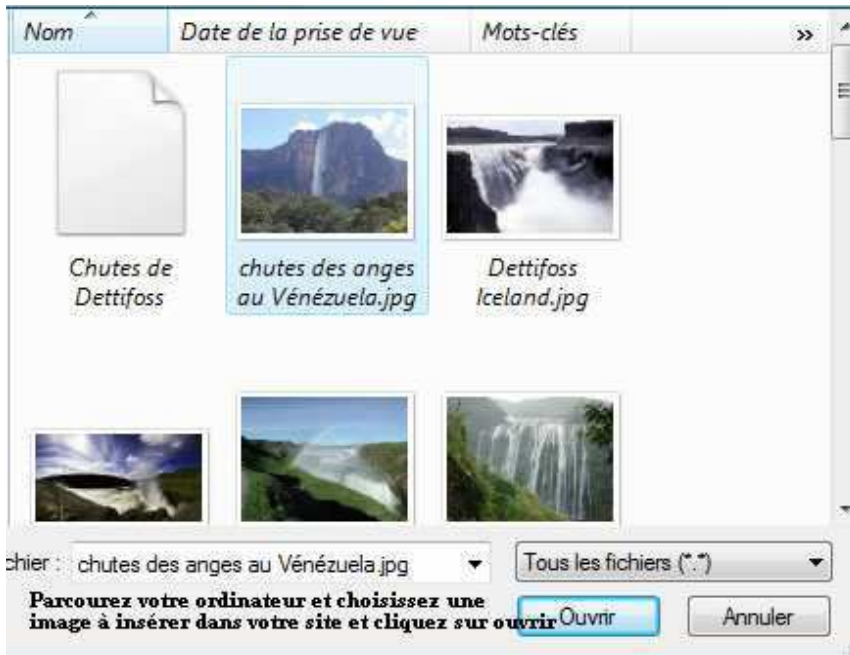 Nom Date de la prise de vue Mots-clés »
Chutes de
Dettifoss
chutes des anges
au Vénézuela.jpg
Dettifoss
Iceland.jpg
chier : chutes des anges au Vénézuela.jpg Tous les fichiers (*.*)
Parcourez votre ordinateur et choisissez une
image à insérer dans votre site et cliquez sur ouvrir
Ouvrir Annuler